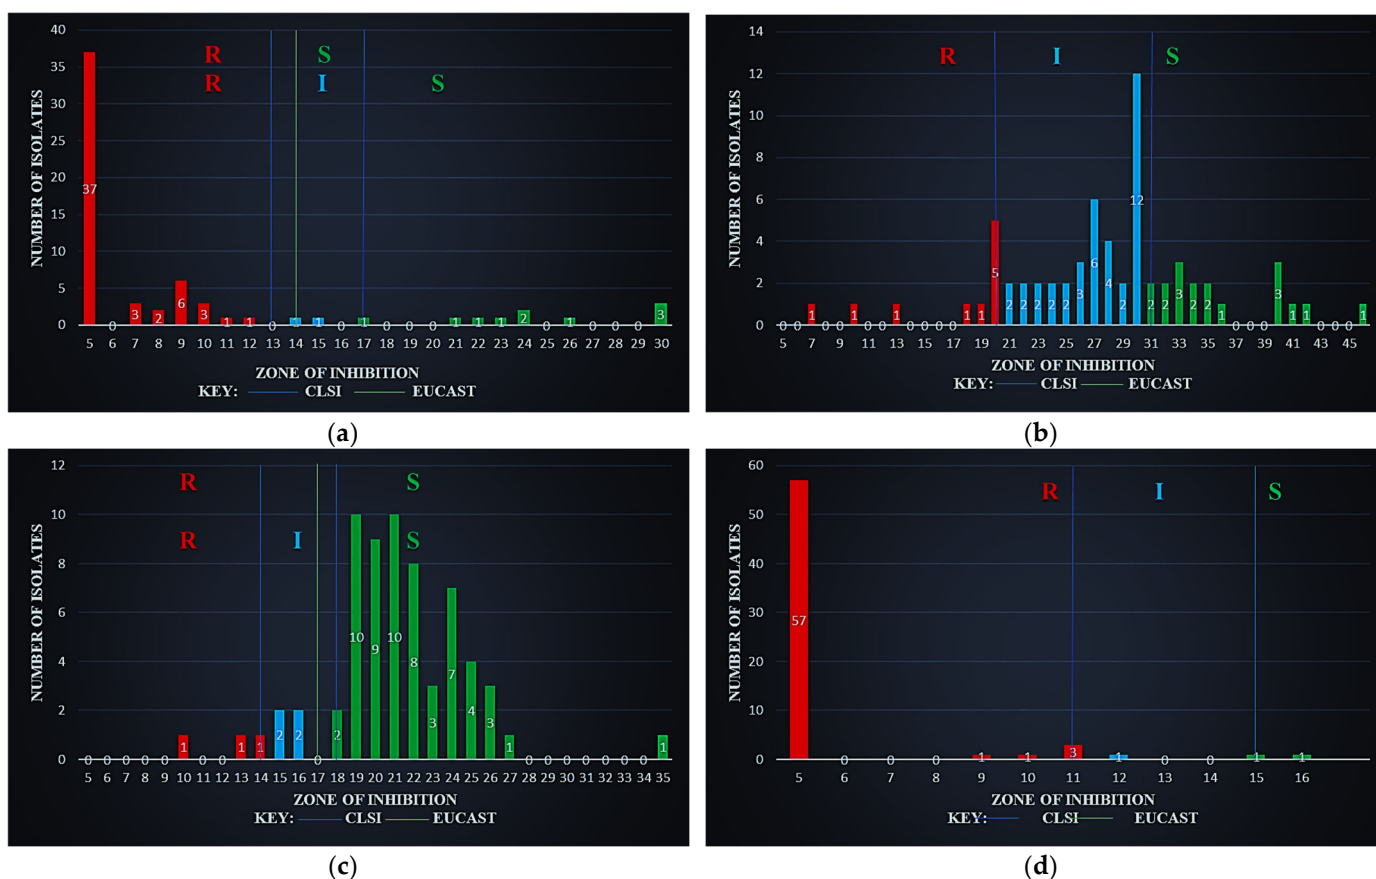 NUMBER OF ISOLATES
40
35
30
25
20
15
10
5
0
R S
R I S
37 0 3 2 6 3 1 1 0 1 1 0 1 0 0 0 1 1 1 2 0 1 0 0 0 3
5 6 7 8 9 10 11 12 13 14 15 16 17 18 19 20 21 22 23 24 25 26 27 28 29 30
ZONE OF INHIBITION
KEY: CLSI EUCAST
(a)
NUMBER OF ISOLATES
14
12
10
8
6
4
2
0
R I S
0 0 1 0 0 1 0 0 1 0 0 0 0 1 1 5 2 2 2 2 2 3 6 4 2 12 2 2 3 2 2 1 0 0 0 3 1 1 0 0 0 1
5 7 9 11 13 15 17 19 21 23 25 27 29 31 33 35 37 39 41 43 45
ZONE OF INHIBITION
KEY: CLSI EUCAST
(b)
NUMBER OF ISOLATES
12
10
8
6
4
2
0
R S
R I S
0 0 0 0 0 1 0 0 1 1 2 2 0 2 10 9 10 8 3 7 4 3 1 0 0 0 0 0 0 0 1
5 6 7 8 9 10 11 12 13 14 15 16 17 18 19 20 21 22 23 24 25 26 27 28 29 30 31 32 33 34 35
ZONE OF INHIBITION
KEY: CLSI EUCAST
(c)
NUMBER OF ISOLATES
60
50
40
30
20
10
0
R I S
57 0 0 0 1 1 3 1 0 0 1 1
5 6 7 8 9 10 11 12 13 14 15 16
ZONE OF INHIBITION
KEY: CLSI EUCAST
(d)